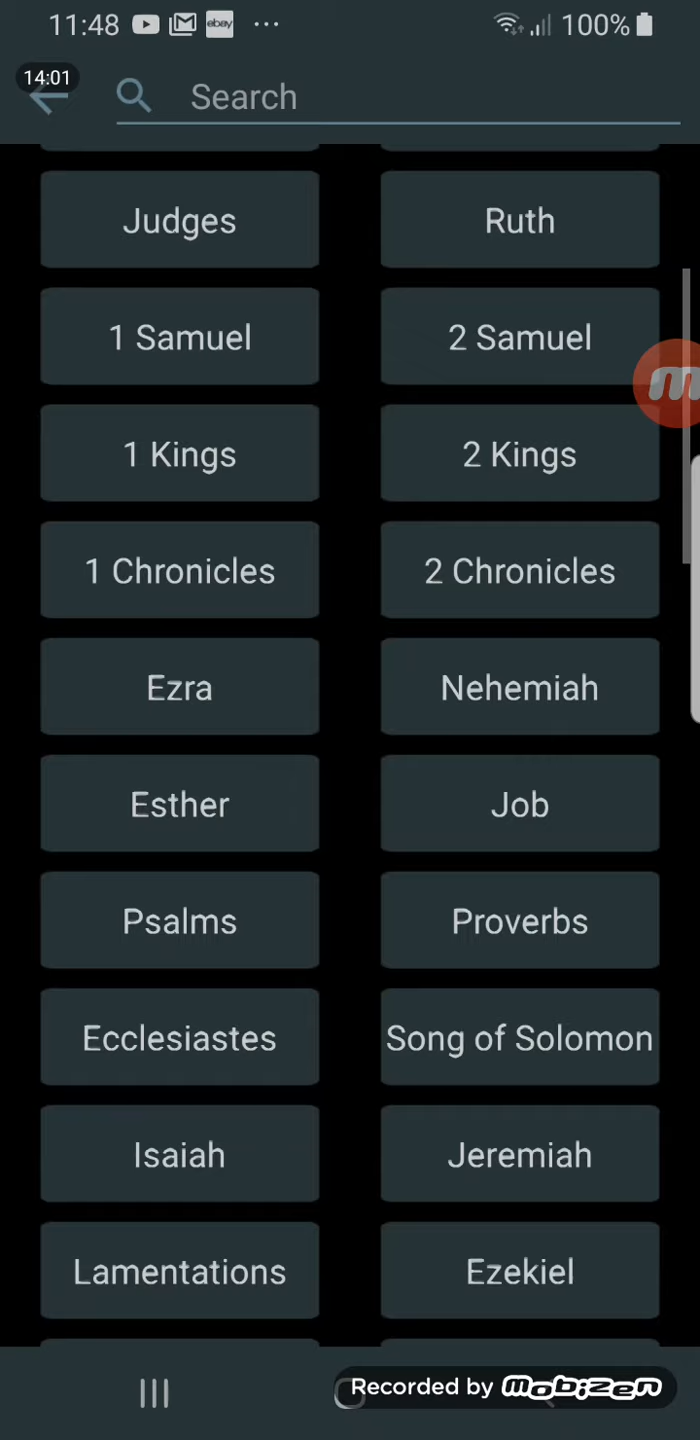 11:48 ebay ... 100%
14:01
Search
Judges Ruth
1 Samuel 2 Samuel
1 Kings 2 Kings
1 Chronicles 2 Chronicles
Ezra Nehemiah
Esther Job
Psalms Proverbs
Ecclesiastes Song of Solomon
Isaiah Jeremiah
Lamentations Ezekiel
Recorded by mobizen